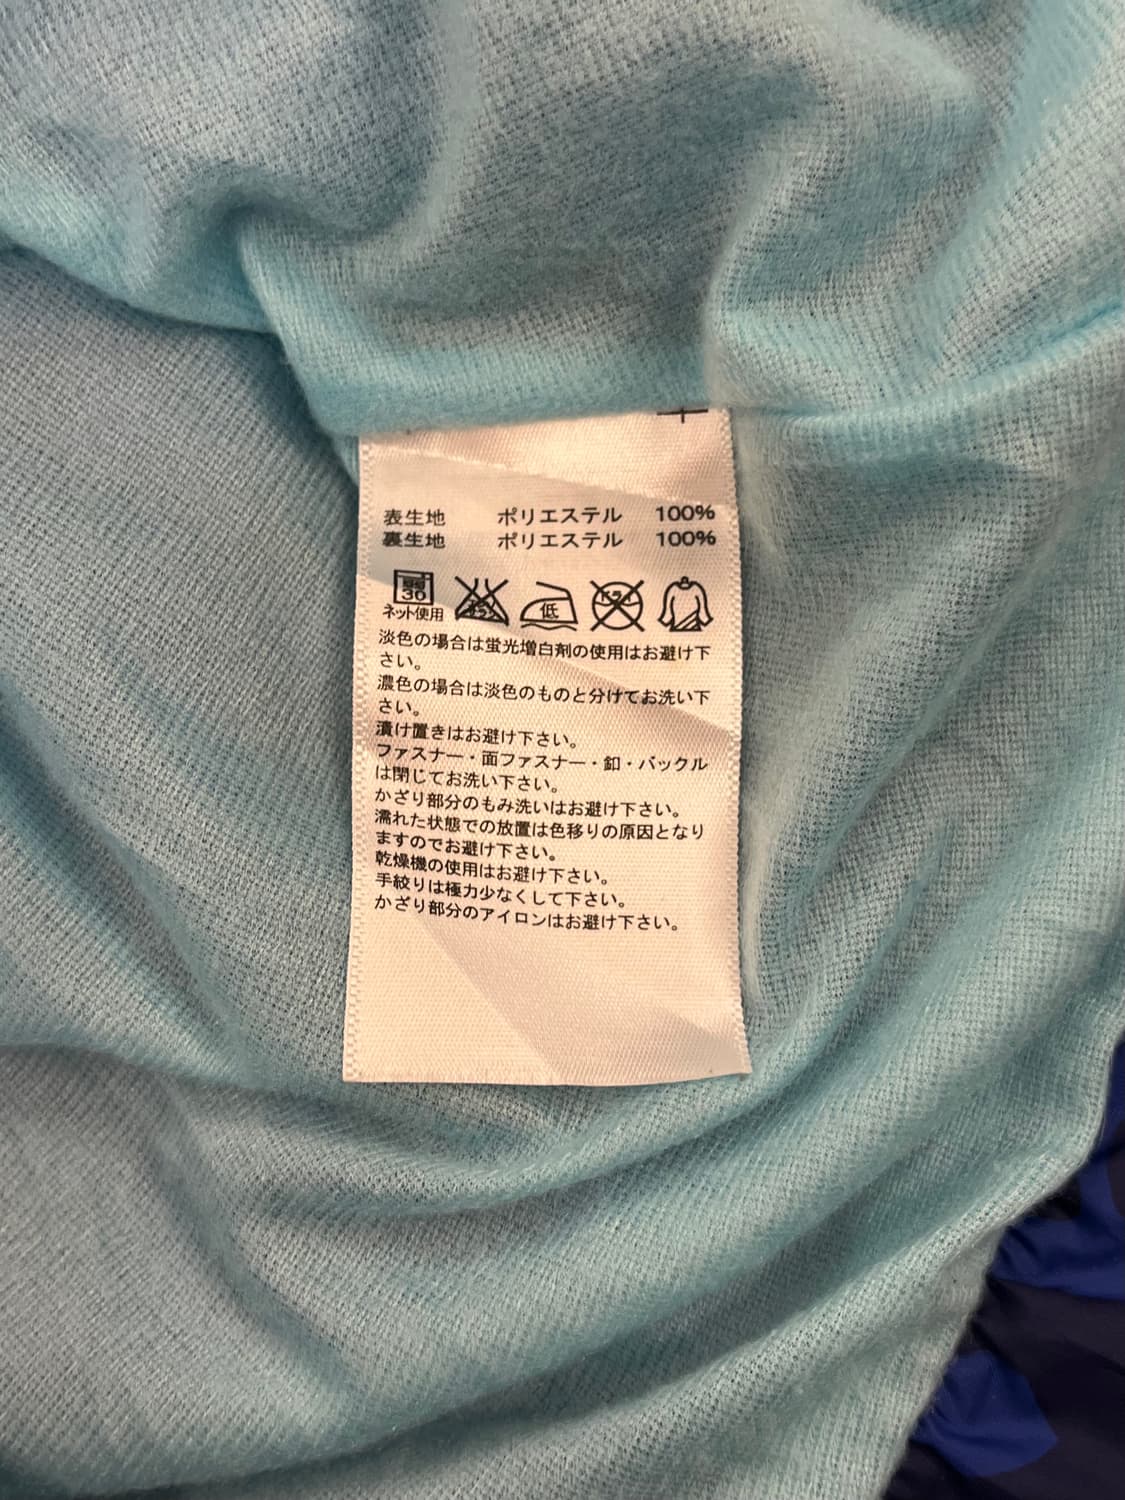 表生地 ポリエステル 100%
裏生地 ポリエステル 100%
弱
30
ネット使用
エンソ
サラシ
低
ドライ
淡色の場合は蛍光増白剤の使用はお避け下
さい。
濃色の場合は淡色のものと分けてお洗い下
さい。
漬け置きはお避け下さい。
ファスナー・面ファスナー・釦・バックル
は閉じてお洗い下さい。
かざり部分のもみ洗いはお避け下さい。
濡れた状態での放置は色移りの原因となり
ますのでお避け下さい。
乾燥機の使用はお避け下さい。
手絞りは極力少なくして下さい。
かざり部分のアイロンはお避け下さい。